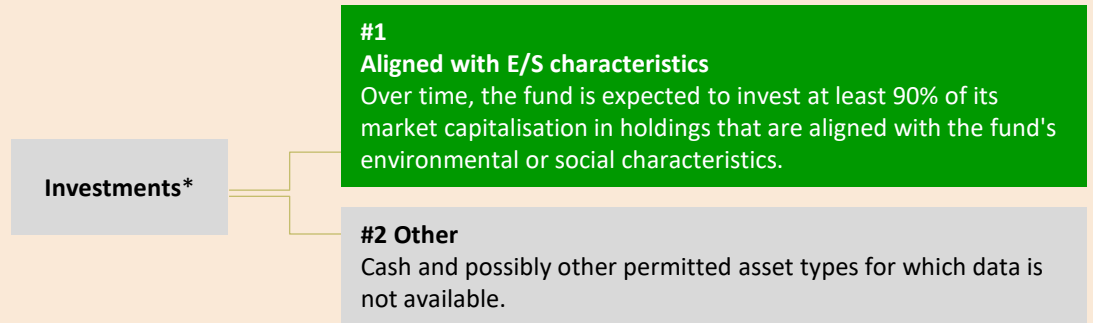 #1
Aligned with E/S characteristics
Over time, the fund is expected to invest at least 90% of its
market capitalisation in holdings that are aligned with the fund's
environmental or social characteristics.
Investments*
#2 Other
Cash and possibly other permitted asset types for which data is
not available.